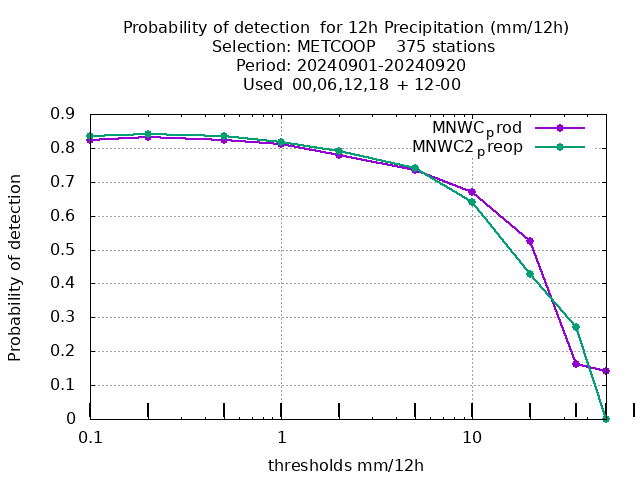 Probability of detection  for 12h Precipitation (mm/12h)
Selection: METCOOP    375 stations
Period: 20240901-20240920
Used  00,06,12,18  + 12-00
MNWCprod
MNWC2preop
Probability of detection
0.9
0.8
0.7
0.6
0.5
0.4
0.3
0.2
0.1
0
0.1 1 10
thresholds mm/12h